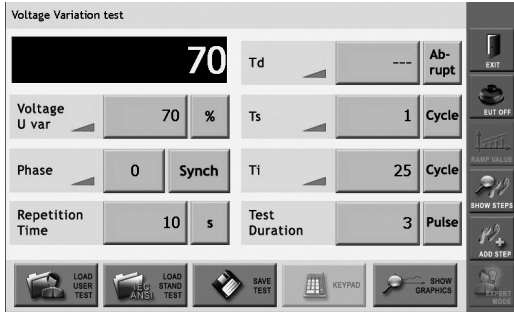 Voltage Variation test
EXIT
70
Td
---
Ab-
rupt
EUT OFF
Voltage
U var
70
%
Ts
1
Cycle
RAMP VALUE
Phase
0
Synch
Ti
25
Cycle
SHOW STEPS
Repetition
Time
10
s
Test
Duration
3
Pulse
ADD STEP
LOAD
USER
TEST
IEC
ANSI
LOAD
STAND
TEST
SAVE
TEST
KEYPAD
SHOW
GRAPHICS
EXPERT
MODE